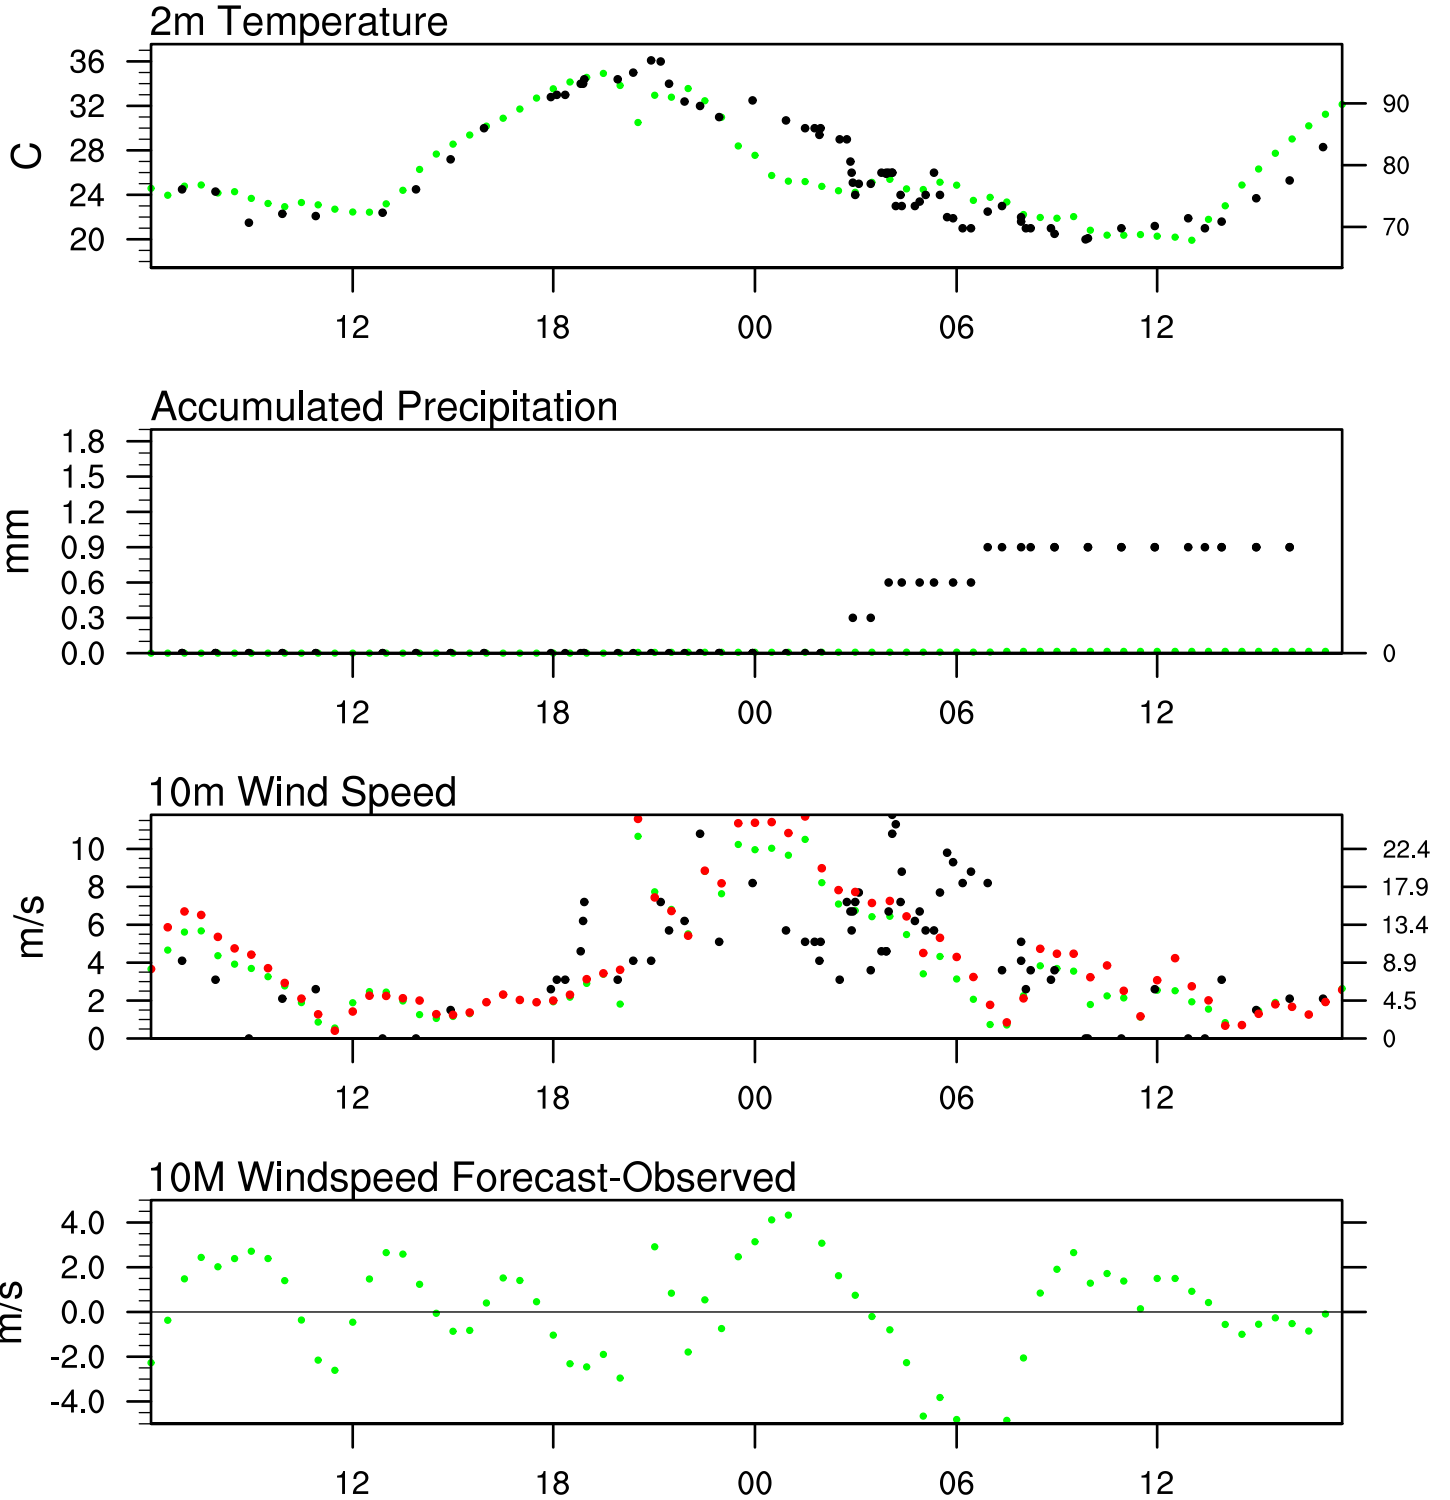 2m Temperature
36
32
28
24
20
C
90
80
70
12 18 00 06 12
Accumulated Precipitation
1.8
1.5
1.2
0.9
0.6
0.3
0.0
mm
0
12 18 00 06 12
10m Wind Speed
10
8
6
4
2
0
m/s
22.4
17.9
13.4
8.9
4.5
0
12 18 00 06 12
10M Windspeed Forecast-Observed
4.0
2.0
0.0
-2.0
-4.0
m/s
12 18 00 06 12